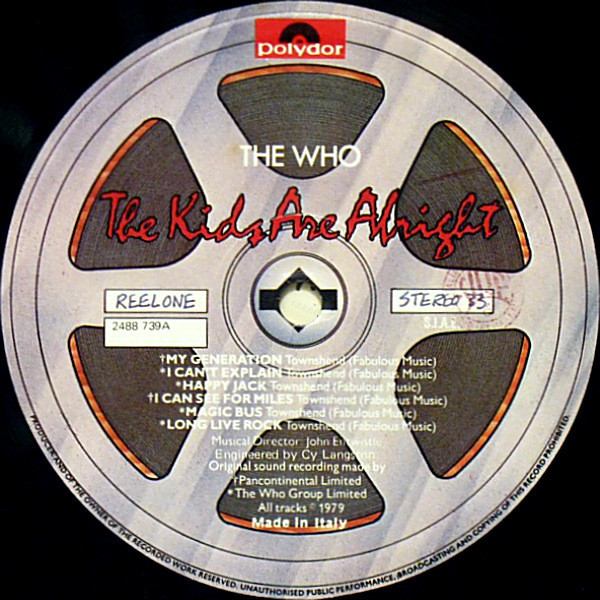 polydor
THE WHO
The Kids Are Alright
REEL ONE
STEREO 33
2488 739A
S.I.A.E.
†MY GENERATION Townshend (Fabulous Music)
*I CAN'T EXPLAIN Townshend (Fabulous Music)
*HAPPY JACK Townshend (Fabulous Music)
†I CAN SEE FOR MILES Townshend (Fabulous Music)
*MAGIC BUS Townshend (Fabulous Music)
*LONG LIVE ROCK Townshend (Fabulous Music)
Musical Director: John Entwistle
Engineered by Cy Langston
Original sound recording made by
†Pancontinental Limited
*The Who Group Limited
All tracks ℗ 1979
Made In Italy
PRODUCER AND OF THE OWNER OF THE RECORDED WORK RESERVED. UNAUTHORISED PUBLIC PERFORMANCE, BROADCASTING AND COPYING OF THIS RECORD PROHIBITED.